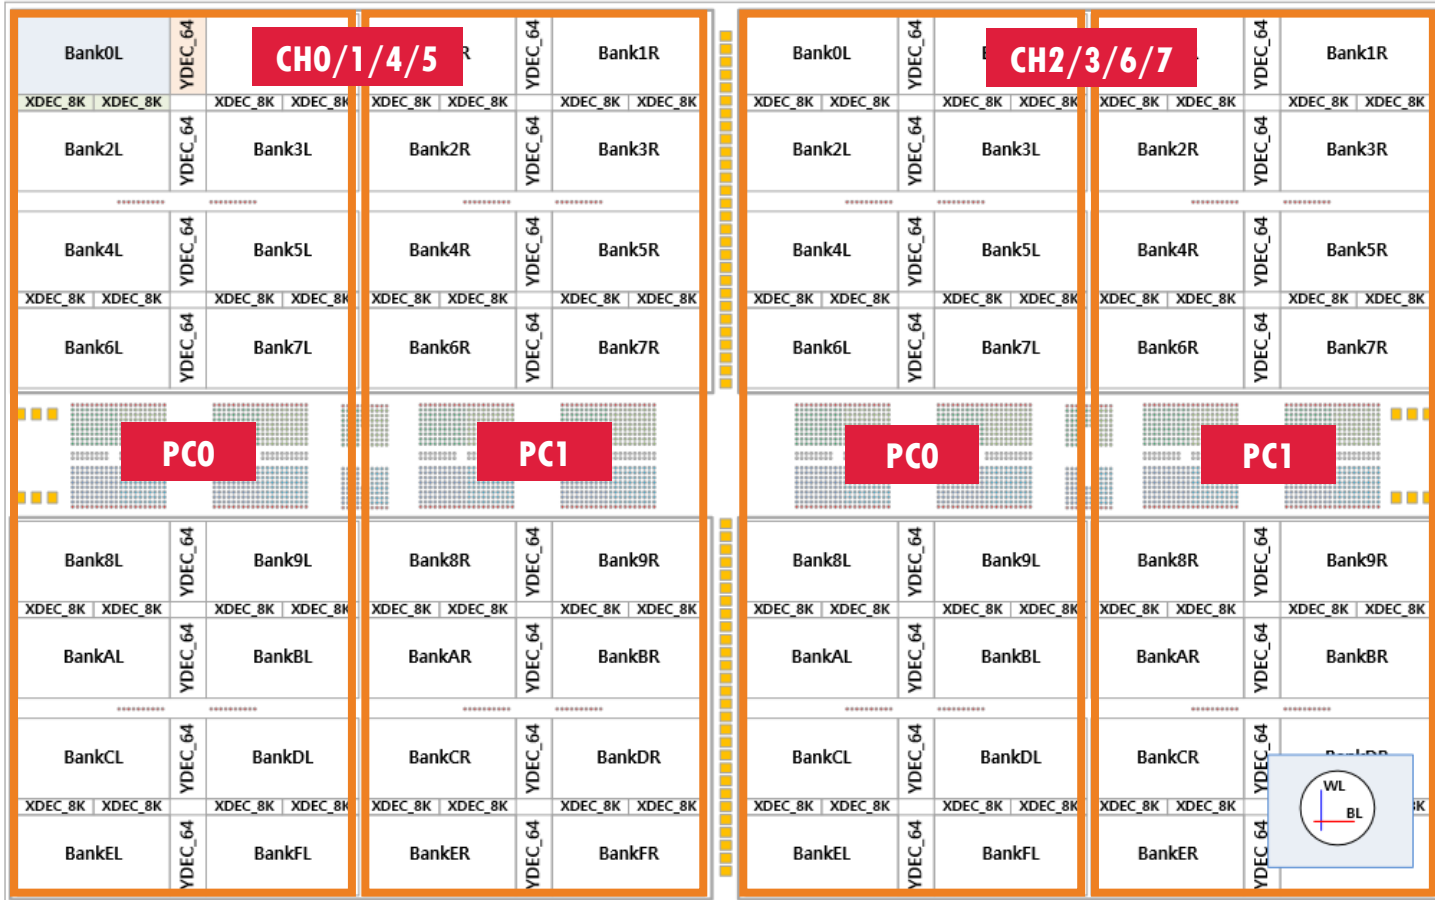 Bank0L YDEC_64 CH0/1/4/5 YDEC_64 Bank1R Bank0L YDEC_64 CH2/3/6/7 YDEC_64 Bank1R
XDEC_8K XDEC_8K XDEC_8K XDEC_8K XDEC_8K XDEC_8K XDEC_8K XDEC_8K XDEC_8K XDEC_8K XDEC_8K XDEC_8K XDEC_8K XDEC_8K XDEC_8K XDEC_8K
Bank2L YDEC_64 Bank3L Bank2R YDEC_64 Bank3R Bank2L YDEC_64 Bank3L Bank2R YDEC_64 Bank3R
Bank4L YDEC_64 Bank5L Bank4R YDEC_64 Bank5R Bank4L YDEC_64 Bank5L Bank4R YDEC_64 Bank5R
XDEC_8K XDEC_8K XDEC_8K XDEC_8K XDEC_8K XDEC_8K XDEC_8K XDEC_8K XDEC_8K XDEC_8K XDEC_8K XDEC_8K XDEC_8K XDEC_8K XDEC_8K XDEC_8K
Bank6L YDEC_64 Bank7L Bank6R YDEC_64 Bank7R Bank6L YDEC_64 Bank7L Bank6R YDEC_64 Bank7R
PC0 PC1 PC0 PC1
Bank8L YDEC_64 Bank9L Bank8R YDEC_64 Bank9R Bank8L YDEC_64 Bank9L Bank8R YDEC_64 Bank9R
XDEC_8K XDEC_8K XDEC_8K XDEC_8K XDEC_8K XDEC_8K XDEC_8K XDEC_8K XDEC_8K XDEC_8K XDEC_8K XDEC_8K XDEC_8K XDEC_8K XDEC_8K XDEC_8K
BankAL YDEC_64 BankBL BankAR YDEC_64 BankBR BankAL YDEC_64 BankBL BankAR YDEC_64 BankBR
BankCL YDEC_64 BankDL BankCR YDEC_64 BankDR BankCL YDEC_64 BankDL BankCR YDEC_64 BankDR
WL
BL
XDEC_8K XDEC_8K XDEC_8K XDEC_8K XDEC_8K XDEC_8K XDEC_8K XDEC_8K XDEC_8K XDEC_8K XDEC_8K XDEC_8K XDEC_8K XDEC_8K
BankEL YDEC_64 BankFL BankER YDEC_64 BankFR BankEL YDEC_64 BankFL BankER YDEC_64